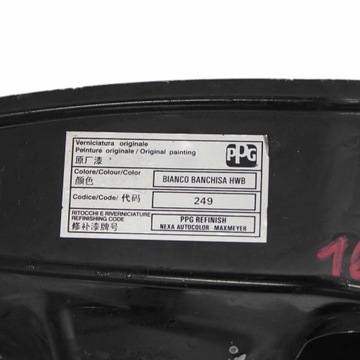 Verniciatura originale
Peinture originale / Original painting
原厂漆
PPG
Colore/Colour/Color
颜色
BIANCO BANCHISA HWB
Codice/Code/ 代码
249
RITOCCHI E RIVERNICIATURE
REFINISHING CODE
修补漆牌号
PPG REFINISH
NEXA AUTOCOLOR MAXMEYER